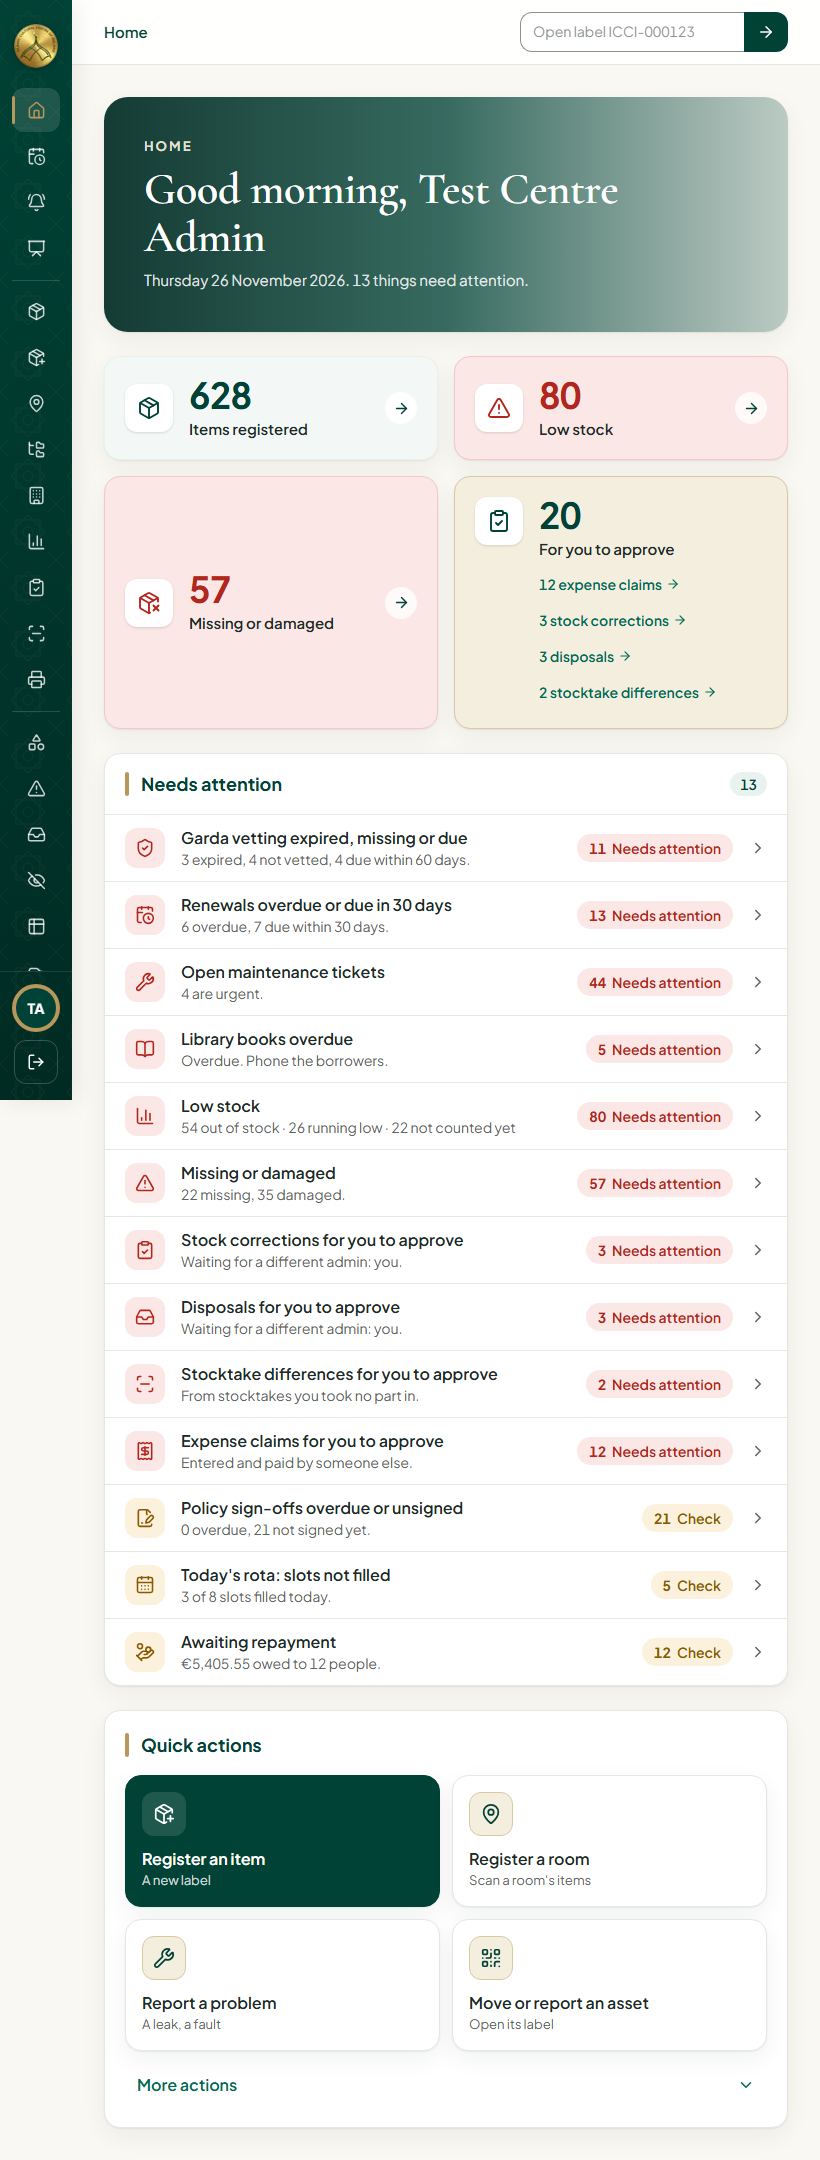 Home
Open label ICCI-000123
HOME
Good morning, Test Centre
Admin
Thursday 26 November 2026. 13 things need attention.
628
Items registered
80
Low stock
57
Missing or damaged
20
For you to approve
12 expense claims
3 stock corrections
3 disposals
2 stocktake differences
Needs attention
13
Garda vetting expired, missing or due
3 expired, 4 not vetted, 4 due within 60 days.
11 Needs attention
Renewals overdue or due in 30 days
6 overdue, 7 due within 30 days.
13 Needs attention
Open maintenance tickets
4 are urgent.
44 Needs attention
Library books overdue
Overdue. Phone the borrowers.
5 Needs attention
Low stock
54 out of stock · 26 running low · 22 not counted yet
80 Needs attention
Missing or damaged
22 missing, 35 damaged.
57 Needs attention
Stock corrections for you to approve
Waiting for a different admin: you.
3 Needs attention
Disposals for you to approve
Waiting for a different admin: you.
3 Needs attention
Stocktake differences for you to approve
From stocktakes you took no part in.
2 Needs attention
Expense claims for you to approve
Entered and paid by someone else.
12 Needs attention
Policy sign-offs overdue or unsigned
0 overdue, 21 not signed yet.
21 Check
Today's rota: slots not filled
3 of 8 slots filled today.
5 Check
Awaiting repayment
€5,405.55 owed to 12 people.
12 Check
TA
Quick actions
Register an item
A new label
Register a room
Scan a room's items
Report a problem
A leak, a fault
Move or report an asset
Open its label
More actions